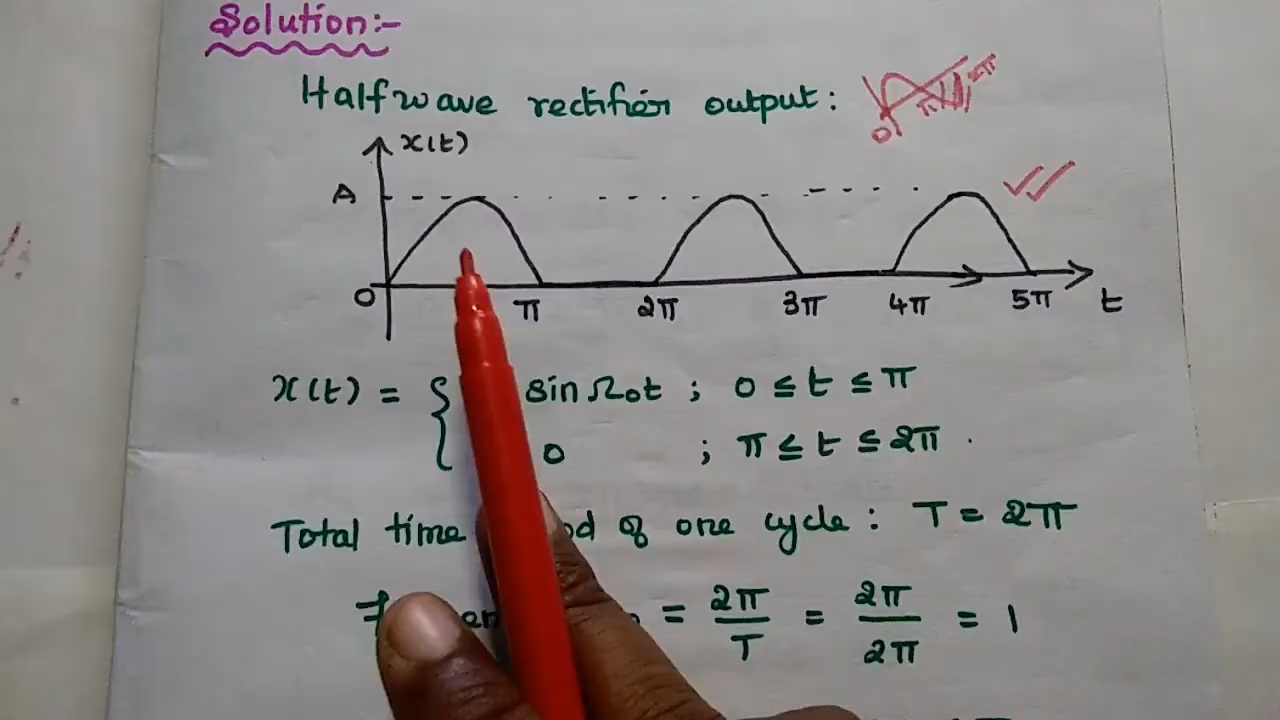 Solution:-
Halfwave rectifier output:
x(t)
A
0 π 2π 3π 4π 5π t
x(t) = { sin Ω₀t ; 0 ≤ t ≤ π
0 ; π ≤ t ≤ 2π .
Total time of one cycle : T = 2π
= 2π/T = 2π/2π = 1